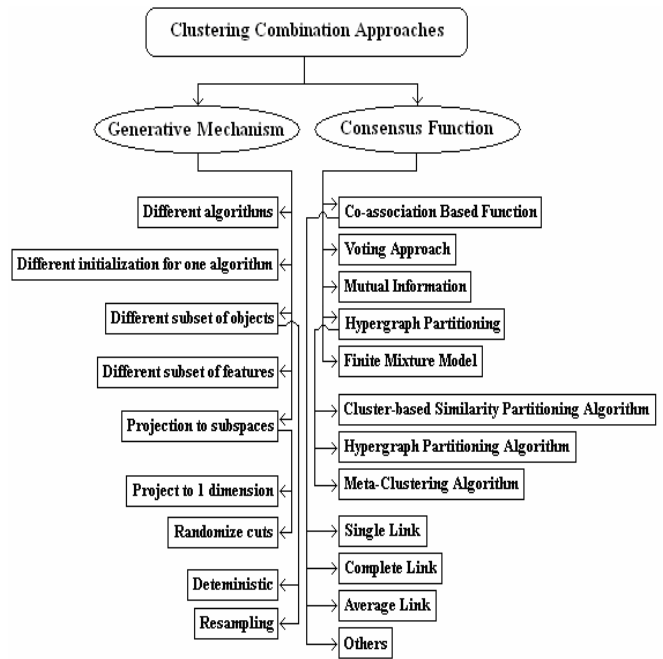 Clustering Combination Approaches
Generative Mechanism
Consensus Function
Different algorithms
Different initialization for one algorithm
Different subset of objects
Different subset of features
Projection to subspaces
Project to 1 dimension
Randomize cuts
Deteministic
Resampling
Co-association Based Function
Voting Approach
Mutual Information
Hypergraph Partitioning
Finite Mixture Model
Cluster-based Similarity Partitioning Algorithm
Hypergraph Partitioning Algorithm
Meta-Clustering Algorithm
Single Link
Complete Link
Average Link
Others